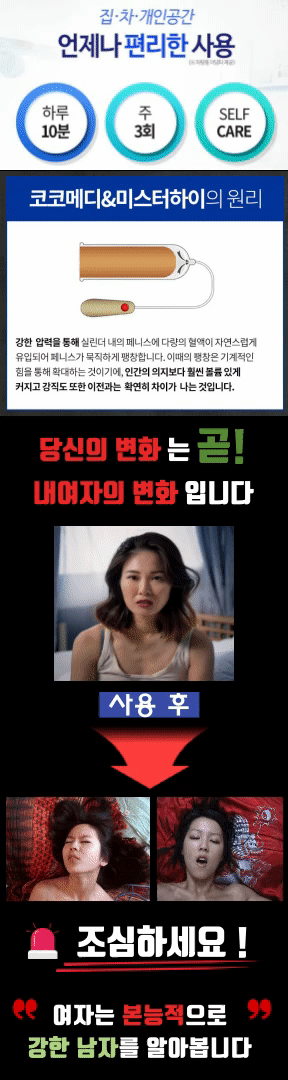 집·차·개인공간
언제나 편리한 사용
하루
10분
주
3회
SELF
CARE
코코메디&미스터하이의 원리
강한 압력을 통해 실린더 내의 페니스에 다량의 혈액이 자연스럽게
유입되어 페니스가 묵직하게 팽창합니다. 이때의 팽창은 기계적인
힘을 통해 확대하는 것이기에, 인간의 의지보다 훨씬 볼륨 있게
커지고 강직도 또한 이전과는 확연히 차이가 나는 것입니다.
당신의 변화 는 곧!
내여자의 변화 입니다
사용 후
조심하세요 !
❝ 여자는 본능적으로 ❞
강한 남자를 알아봅니다